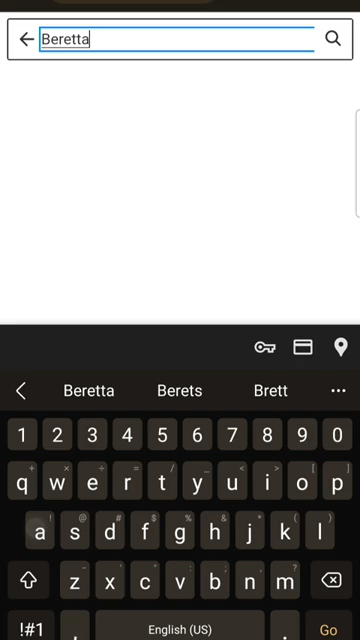 Beretta
Beretta Berets Brett ...
1 2 3 4 5 6 7 8 9 0
q w e r t y u i o p
a s d f g h j k l
z x c v b n m
!#1 , English (US) . Go